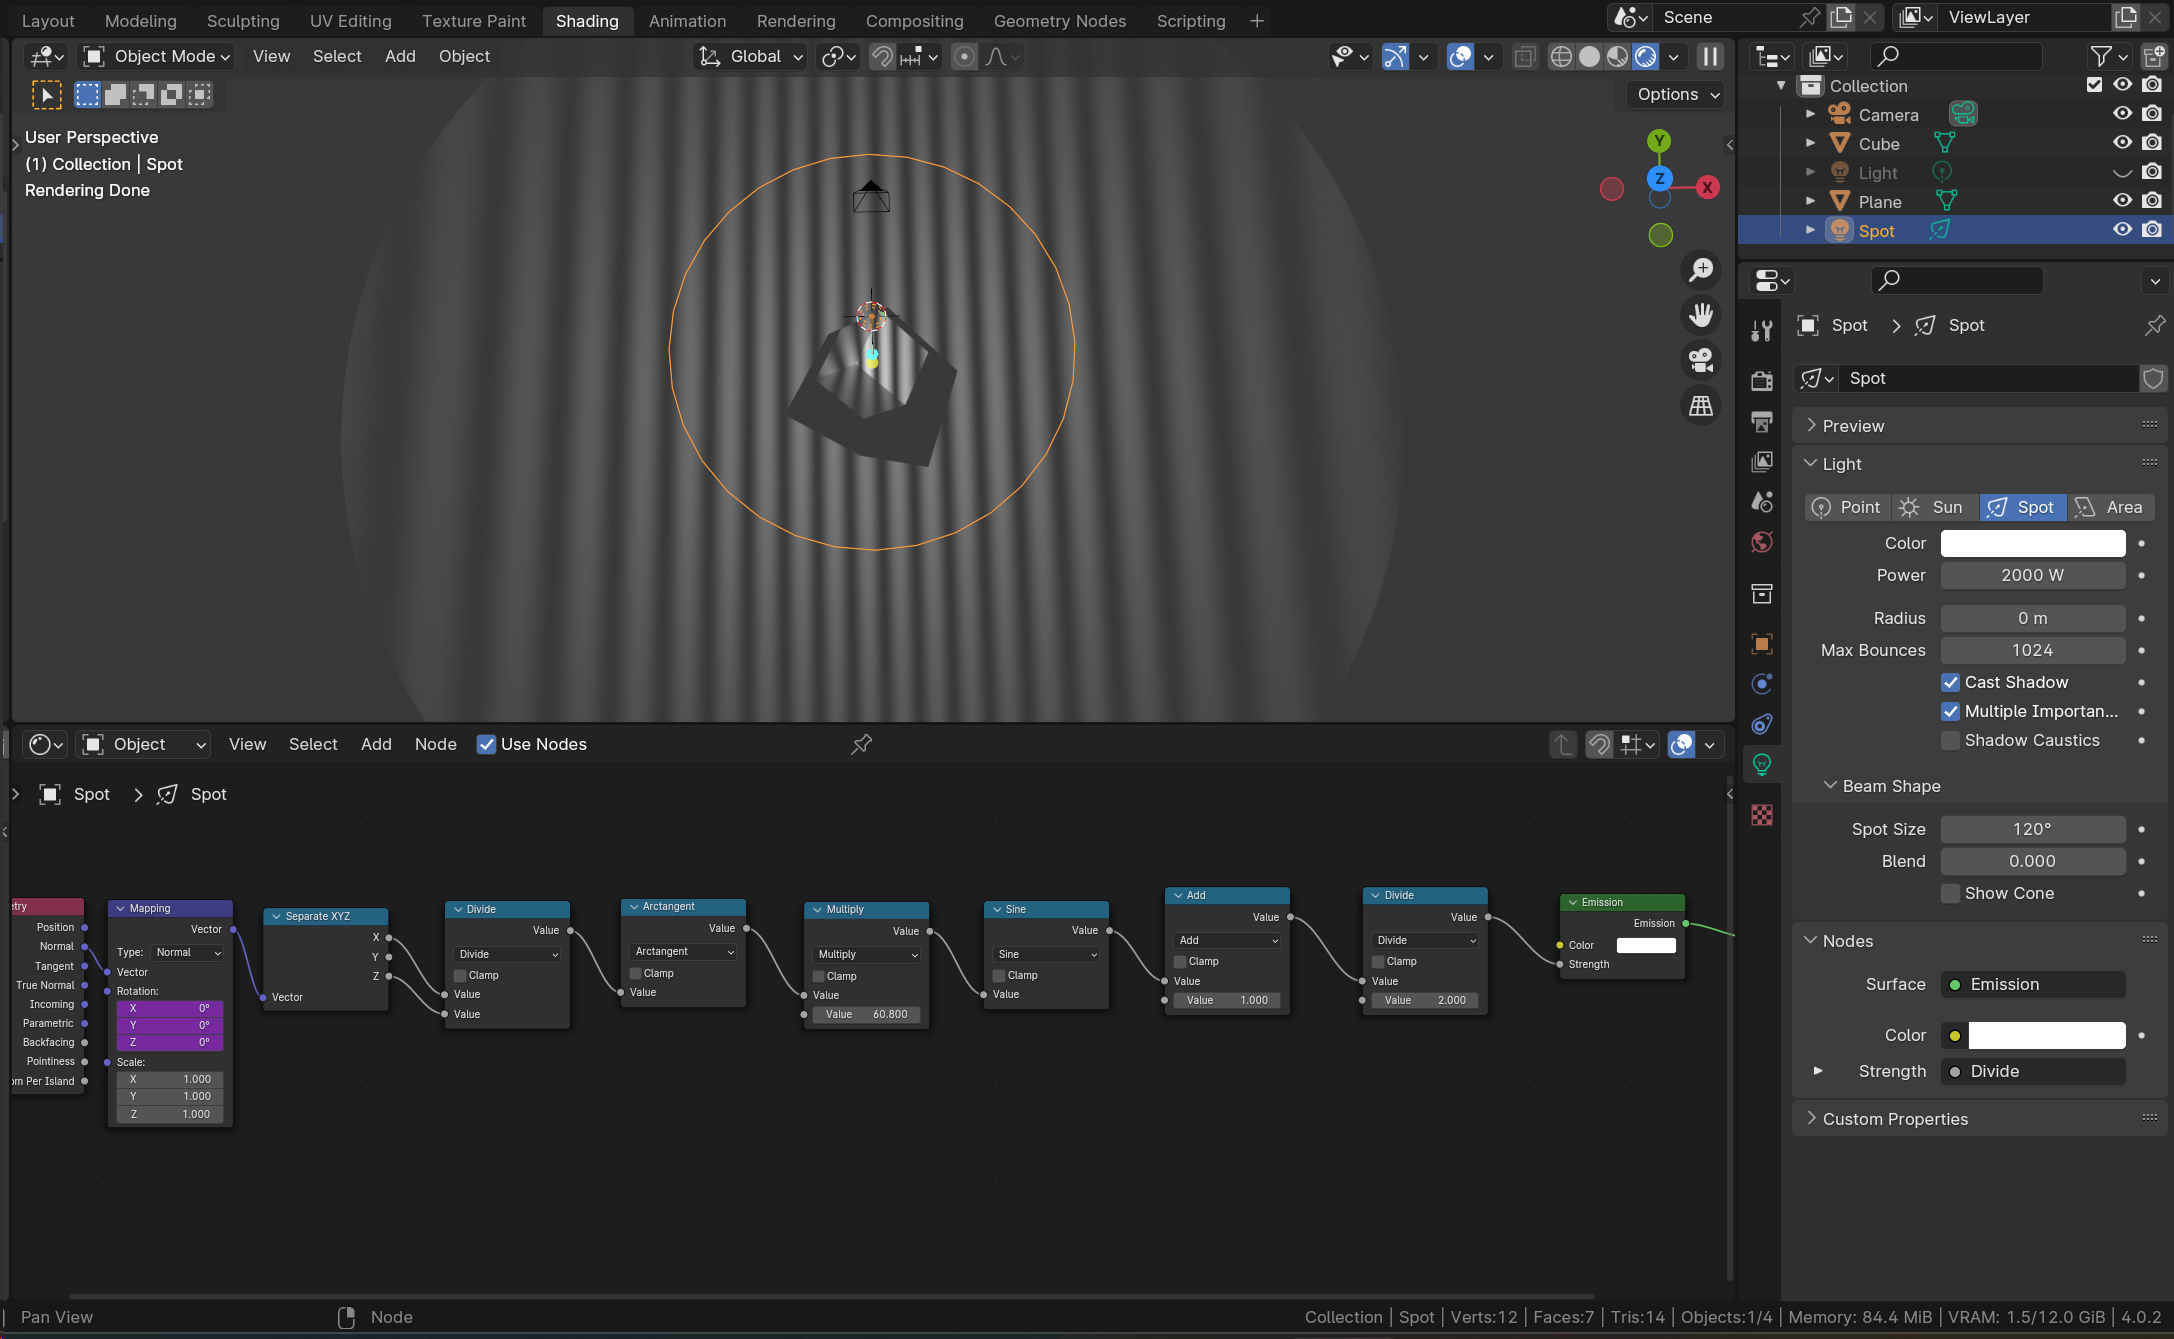 Layout Modeling Sculpting UV Editing Texture Paint Shading Animation Rendering Compositing Geometry Nodes Scripting Scene ViewLayer
Object Mode View Select Add Object Global
Options
User Perspective
(1) Collection | Spot
Rendering Done
Y
Z
X
Collection
Camera
Cube
Light
Plane
Spot
Spot > Spot
Spot
Preview
Light
Point Sun Spot Area
Color
Power 2000 W
Radius 0 m
Max Bounces 1024
Cast Shadow
Multiple Importan...
Shadow Caustics
Beam Shape
Spot Size 120°
Blend 0.000
Show Cone
Nodes
Surface Emission
Color
Strength Divide
Custom Properties
Object View Select Add Node Use Nodes
Spot > Spot
etry
Position
Normal
Tangent
True Normal
Incoming
Parametric
Backfacing
Pointiness
om Per Island
Mapping
Vector
Type: Normal
Vector
Rotation:
X 0°
Y 0°
Z 0°
Scale:
X 1.000
Y 1.000
Z 1.000
Separate XYZ
X
Y
Z
Vector
Divide
Value
Divide
Clamp
Value
Value
Arctangent
Value
Arctangent
Clamp
Value
Multiply
Value
Multiply
Clamp
Value
Value 60.800
Sine
Value
Sine
Clamp
Value
Add
Value
Add
Clamp
Value
Value 1.000
Divide
Value
Divide
Clamp
Value
Value 2.000
Emission
Emission
Color
Strength
Pan View Node Collection | Spot | Verts:12 | Faces:7 | Tris:14 | Objects:1/4 | Memory: 84.4 MiB | VRAM: 1.5/12.0 GiB | 4.0.2